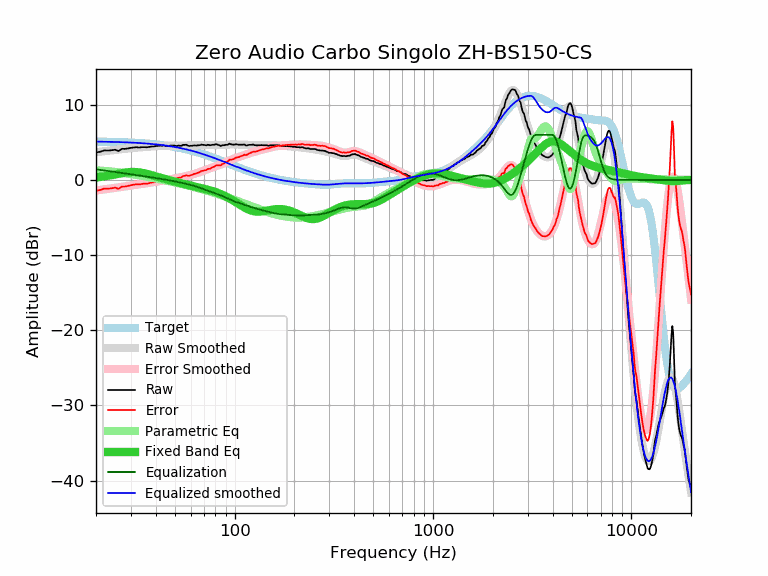 Zero Audio Carbo Singolo ZH-BS150-CS
Amplitude (dBr)
10
0
−10
−20
−30
−40
Target
Raw Smoothed
Error Smoothed
Raw
Error
Parametric Eq
Fixed Band Eq
Equalization
Equalized smoothed
100
1000
10000
Frequency (Hz)